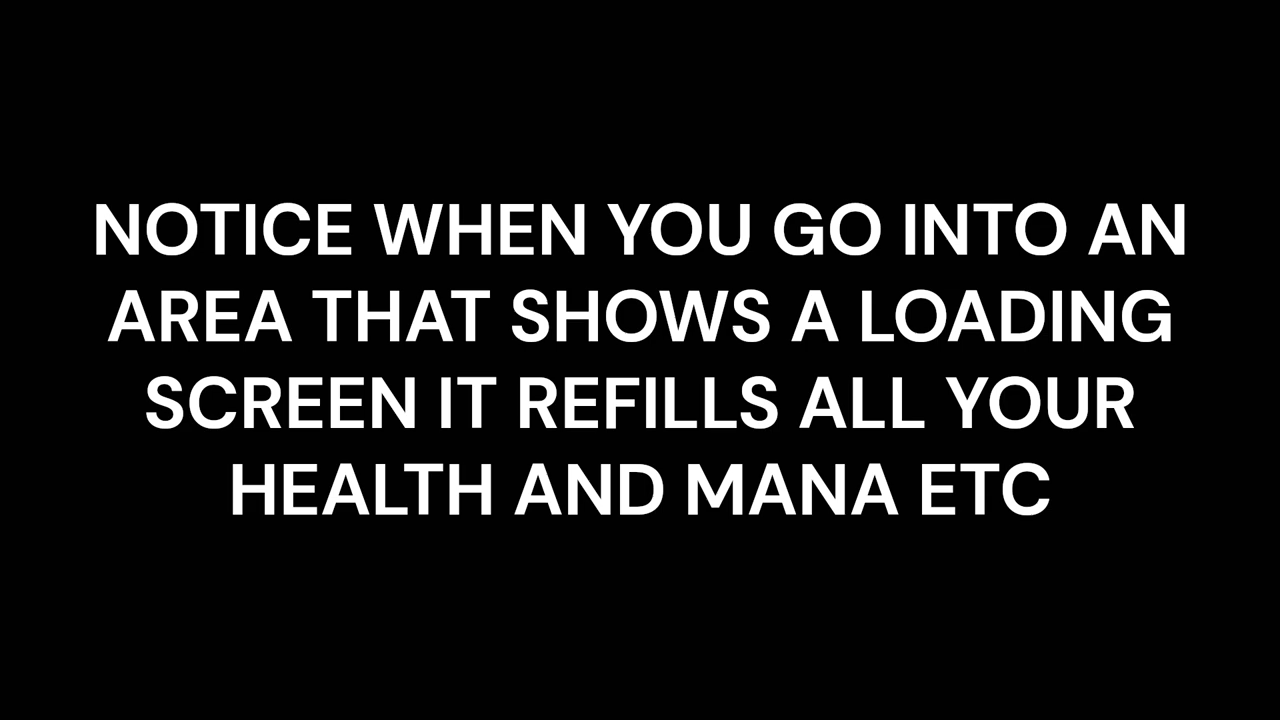 NOTICE WHEN YOU GO INTO AN
AREA THAT SHOWS A LOADING
SCREEN IT REFILLS ALL YOUR
HEALTH AND MANA ETC